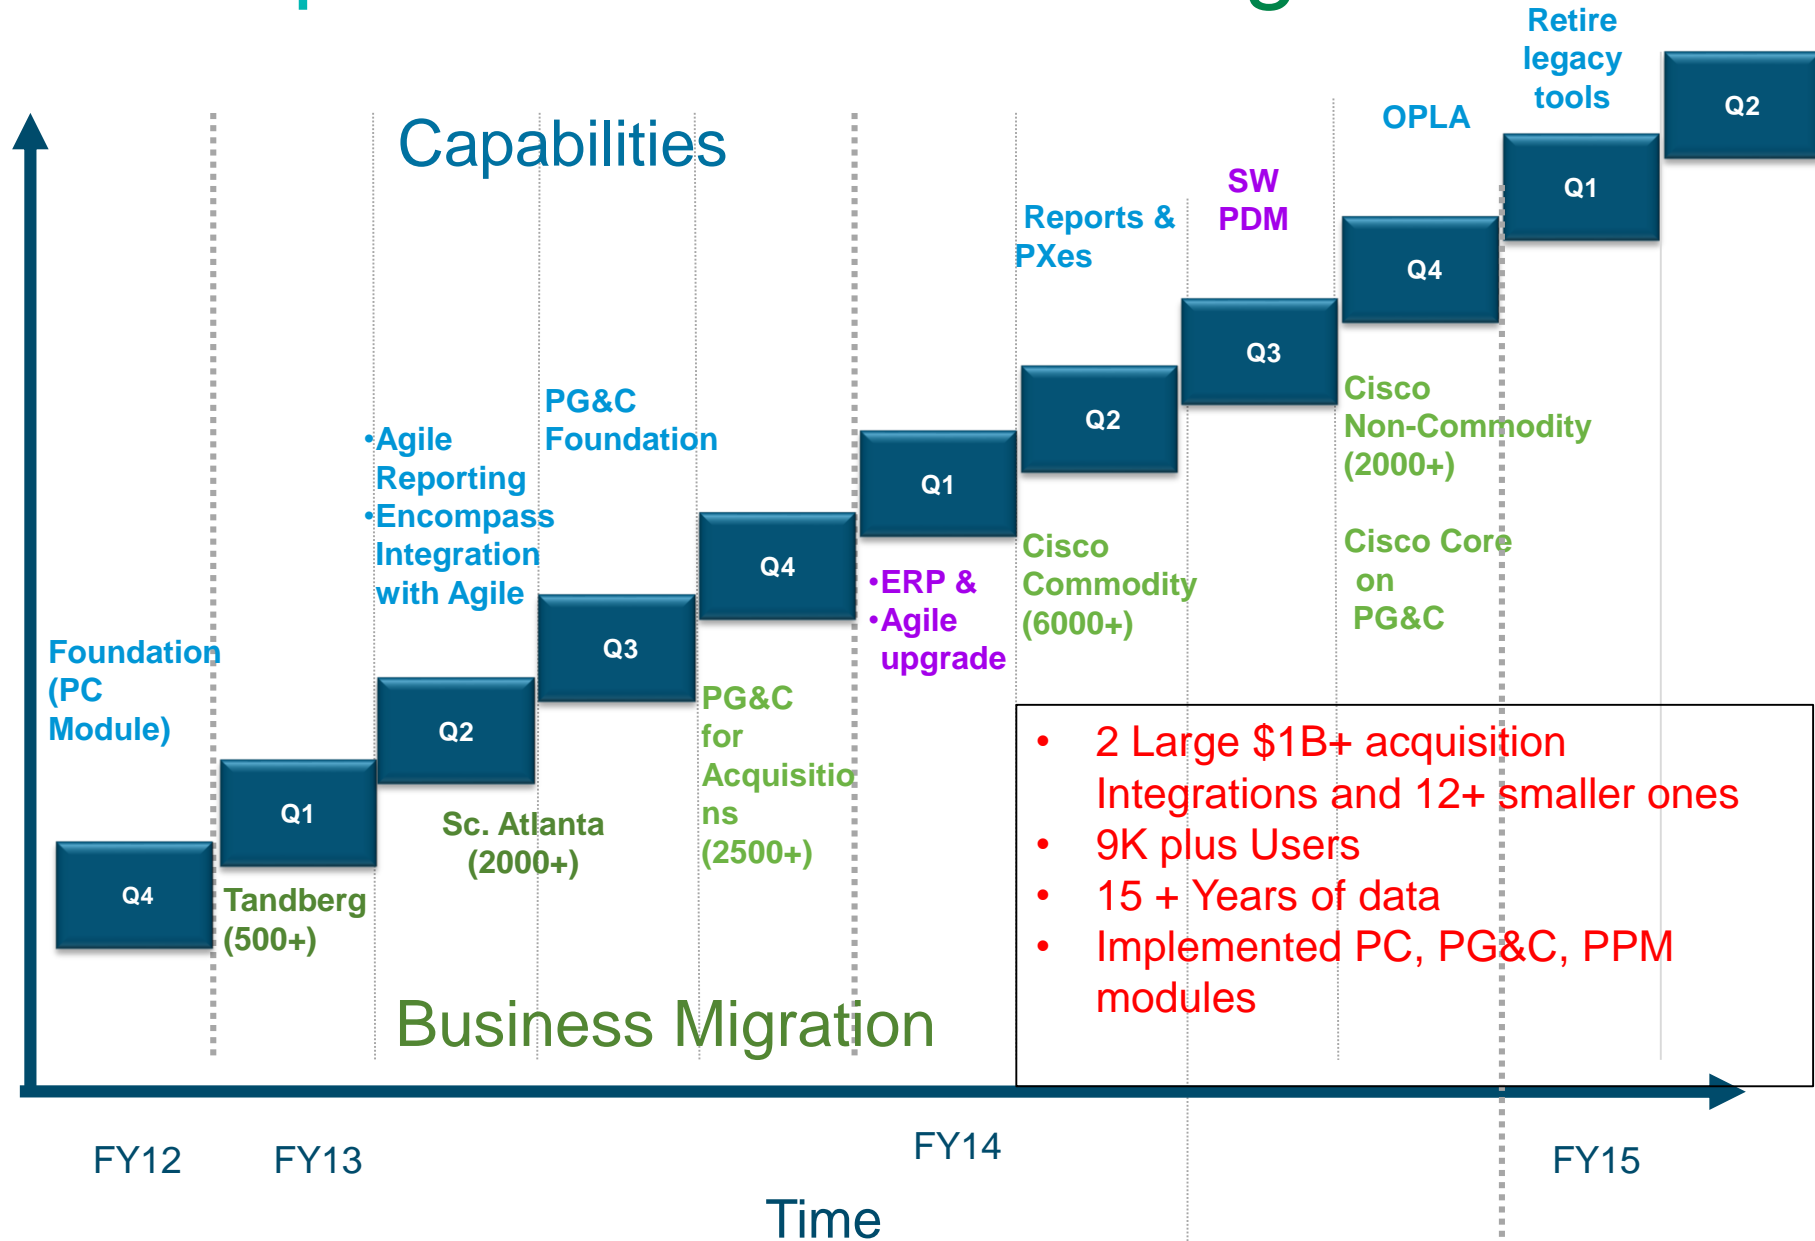 Retire
legacy
tools
Q2
OPLA
Q1
Capabilities
SW
PDM
Reports &
PXes
Q4
Q3
Cisco
Non-Commodity
(2000+)
Cisco Core
on
PG&C
Q2
PG&C
Foundation
•Agile
Reporting
•Encompass
Integration
with Agile
Q1
Cisco
Commodity
(6000+)
Q4
•ERP &
•Agile
upgrade
Q3
PG&C
for
Acquisitio
ns
(2500+)
Foundation
(PC
Module)
Q2
Sc. Atlanta
(2000+)
Q1
Tandberg
(500+)
Q4
• 2 Large $1B+ acquisition
Integrations and 12+ smaller ones
• 9K plus Users
• 15 + Years of data
• Implemented PC, PG&C, PPM
modules
Business Migration
FY12
FY13
FY14
FY15
Time